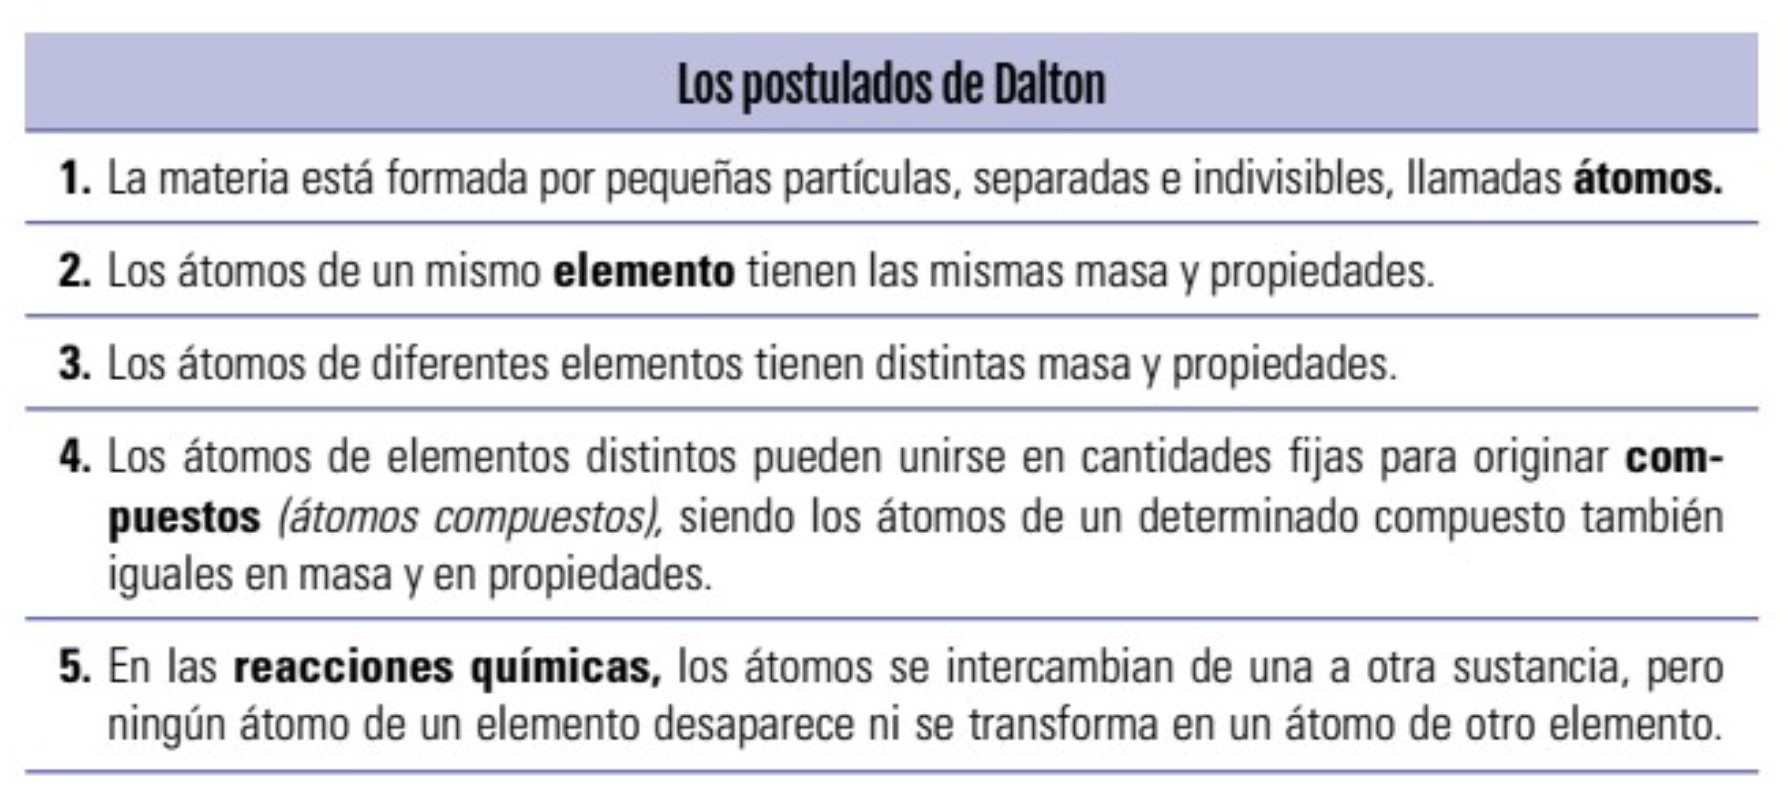 Los postulados de Dalton
1. La materia está formada por pequeñas partículas, separadas e indivisibles, llamadas átomos.
2. Los átomos de un mismo elemento tienen las mismas masa y propiedades.
3. Los átomos de diferentes elementos tienen distintas masa y propiedades.
4. Los átomos de elementos distintos pueden unirse en cantidades fijas para originar com-
puestos (átomos compuestos), siendo los átomos de un determinado compuesto también
iguales en masa y en propiedades.
5. En las reacciones químicas, los átomos se intercambian de una a otra sustancia, pero
ningún átomo de un elemento desaparece ni se transforma en un átomo de otro elemento.